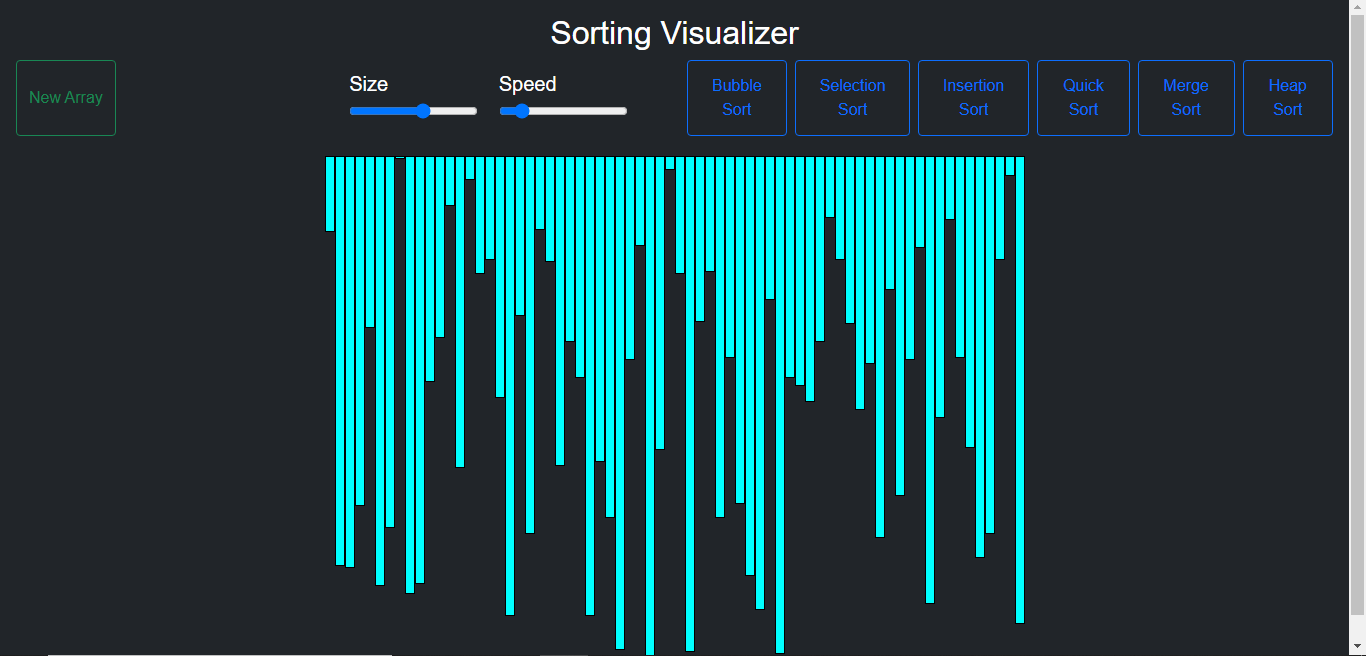 Sorting Visualizer
New Array
Size
Speed
Bubble
Sort
Selection
Sort
Insertion
Sort
Quick
Sort
Merge
Sort
Heap
Sort